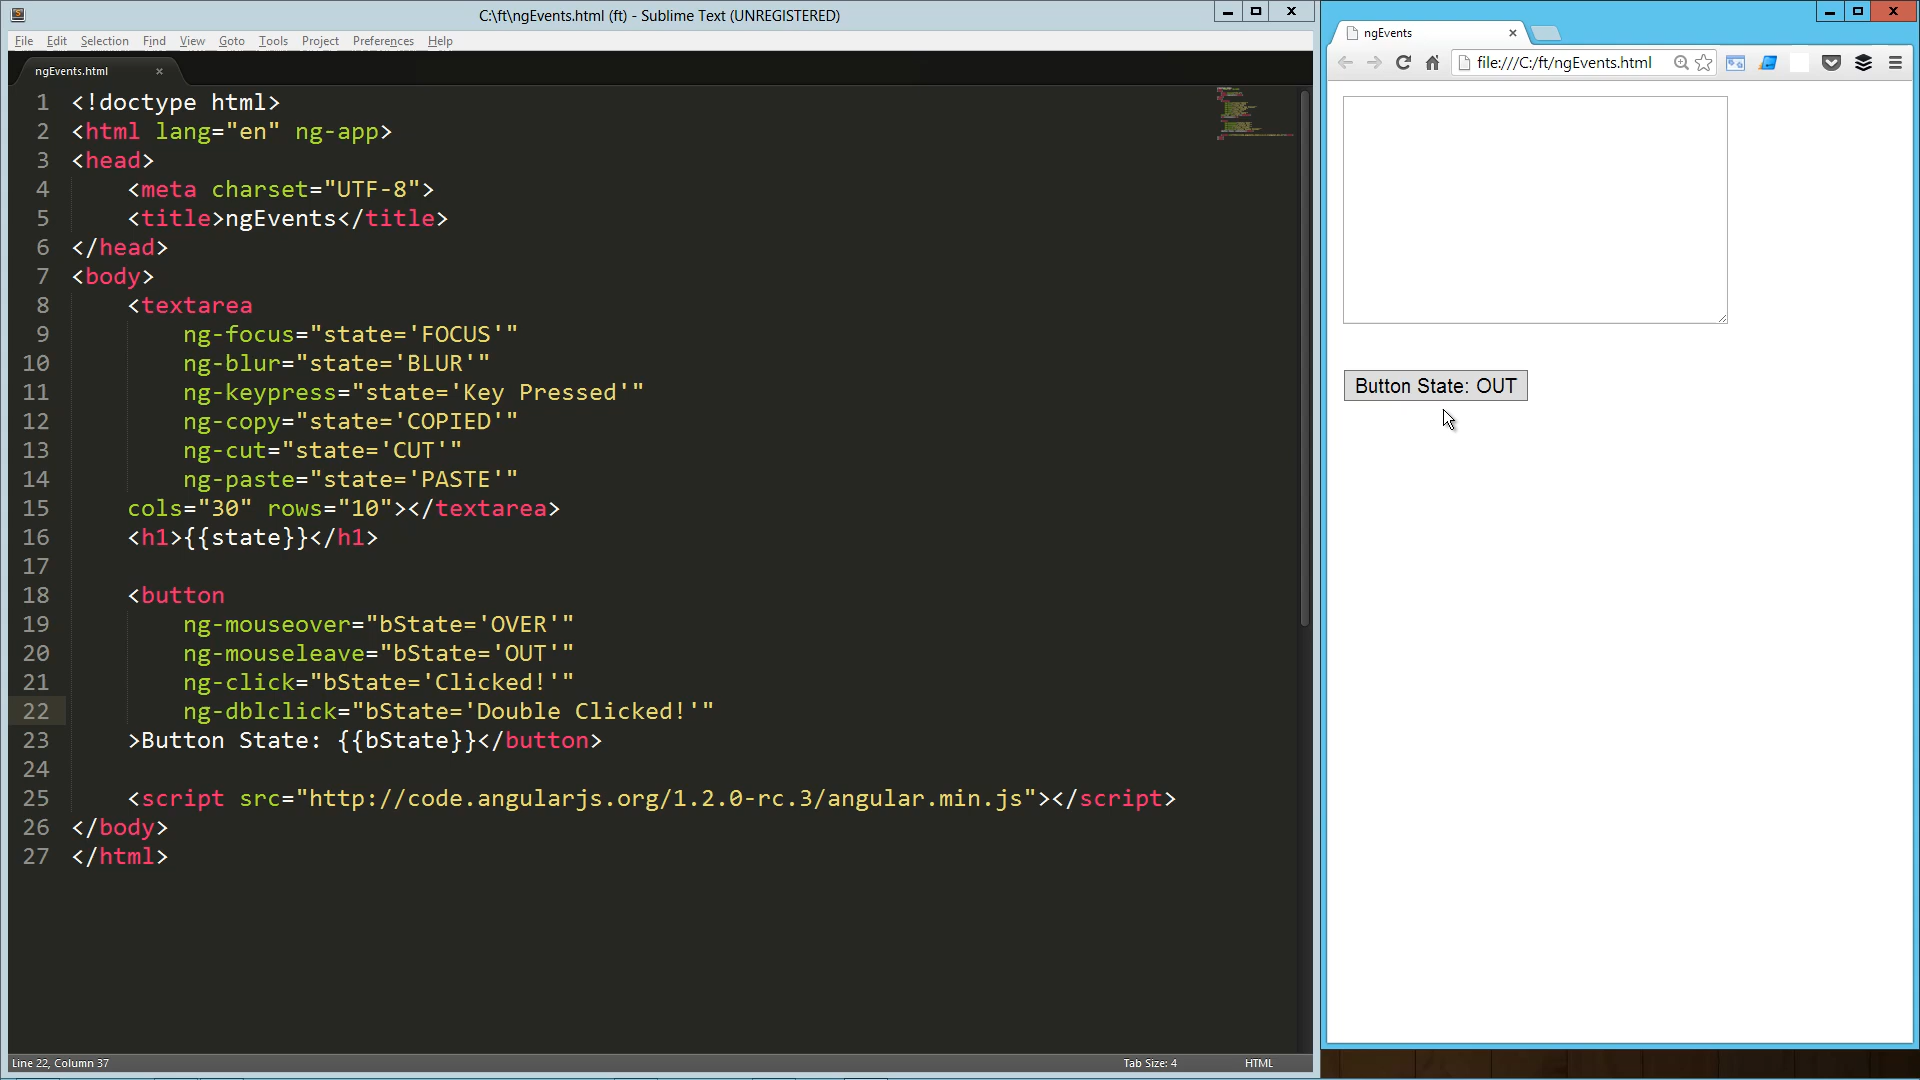 C:\ft\ngEvents.html (ft) - Sublime Text (UNREGISTERED)
File Edit Selection Find View Goto Tools Project Preferences Help
ngEvents.html ×
1 <!doctype html>
2 <html lang="en" ng-app>
3 <head>
4 <meta charset="UTF-8">
5 <title>ngEvents</title>
6 </head>
7 <body>
8 <textarea
9 ng-focus="state='FOCUS'"
10 ng-blur="state='BLUR'"
11 ng-keypress="state='Key Pressed'"
12 ng-copy="state='COPIED'"
13 ng-cut="state='CUT'"
14 ng-paste="state='PASTE'"
15 cols="30" rows="10"></textarea>
16 <h1>{{state}}</h1>
17
18 <button
19 ng-mouseover="bState='OVER'"
20 ng-mouseleave="bState='OUT'"
21 ng-click="bState='Clicked!'"
22 ng-dblclick="bState='Double Clicked!'"
23 >Button State: {{bState}}</button>
24
25 <script src="http://code.angularjs.org/1.2.0-rc.3/angular.min.js"></script>
26 </body>
27 </html>
Line 22, Column 37
Tab Size: 4
HTML
ngEvents ×
file:///C:/ft/ngEvents.html
Button State: OUT